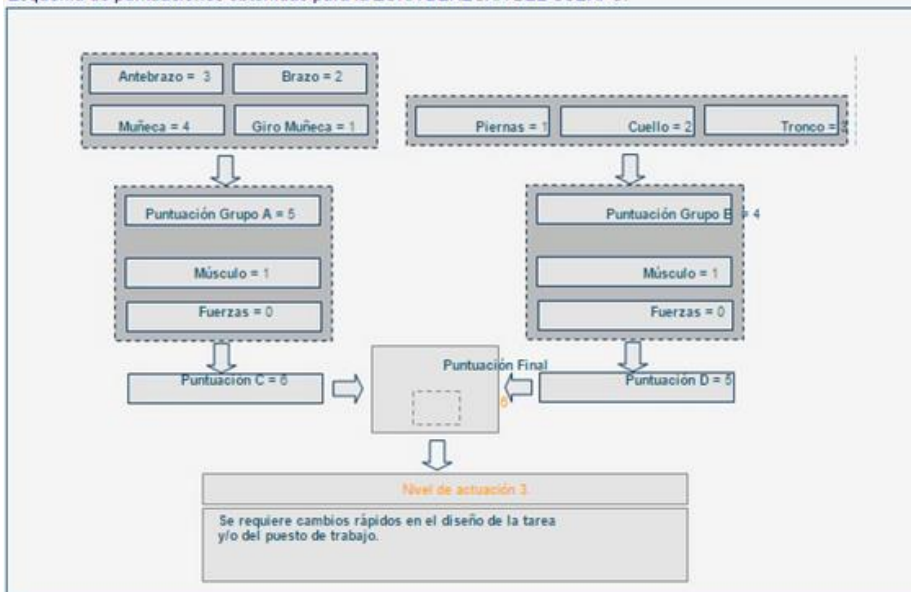 Antebrazo = 3
Brazo = 2
Muñeca = 4
Giro Muñeca = 1
Piernas = 1
Cuello = 2
Tronco =
Puntuación Grupo A = 5
Músculo = 1
Fuerzas = 0
Puntuación Grupo B = 4
Músculo = 1
Fuerzas = 0
Puntuación C = 6
Puntuación Final
6
Puntuación D = 5
Nivel de actuación 3.
Se requiere cambios rápidos en el diseño de la tarea
y/o del puesto de trabajo.